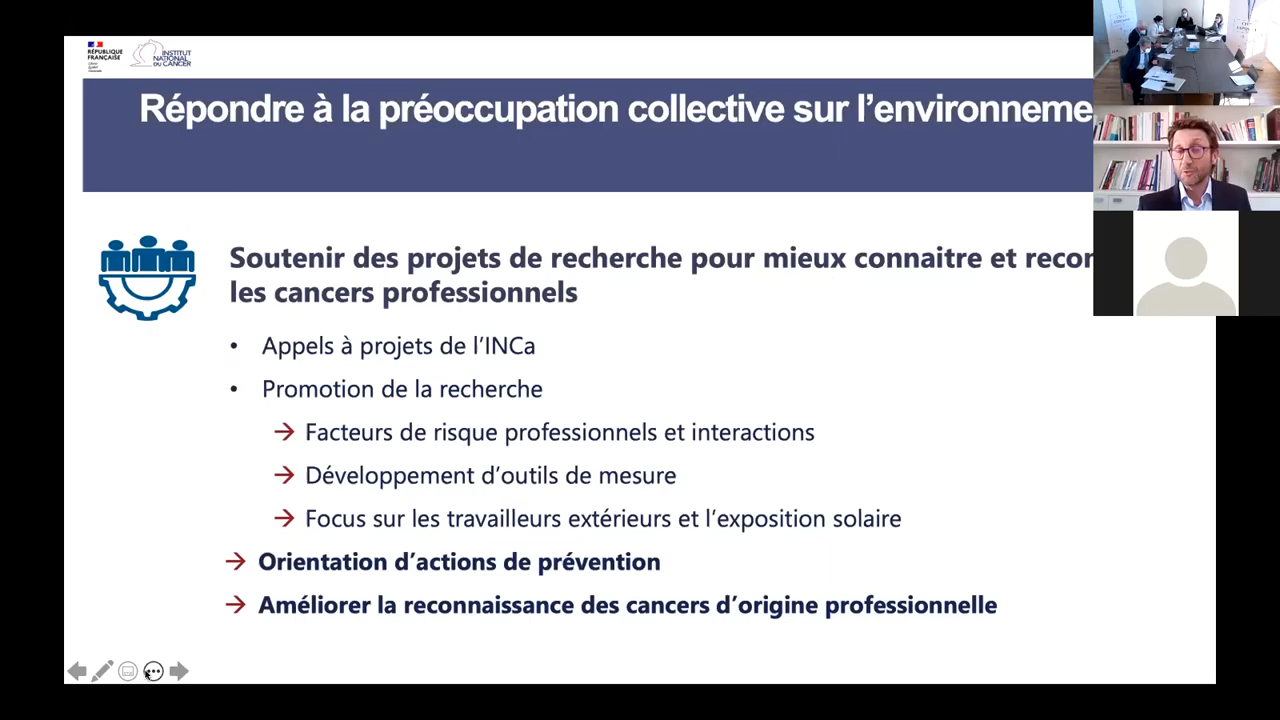 RÉPUBLIQUE
FRANÇAISE
INSTITUT
NATIONAL
DU CANCER
Répondre à la préoccupation collective sur l’environneme
Soutenir des projets de recherche pour mieux connaitre et recon
les cancers professionnels
• Appels à projets de l’INCa
• Promotion de la recherche
→ Facteurs de risque professionnels et interactions
→ Développement d’outils de mesure
→ Focus sur les travailleurs extérieurs et l’exposition solaire
→ Orientation d’actions de prévention
→ Améliorer la reconnaissance des cancers d’origine professionnelle